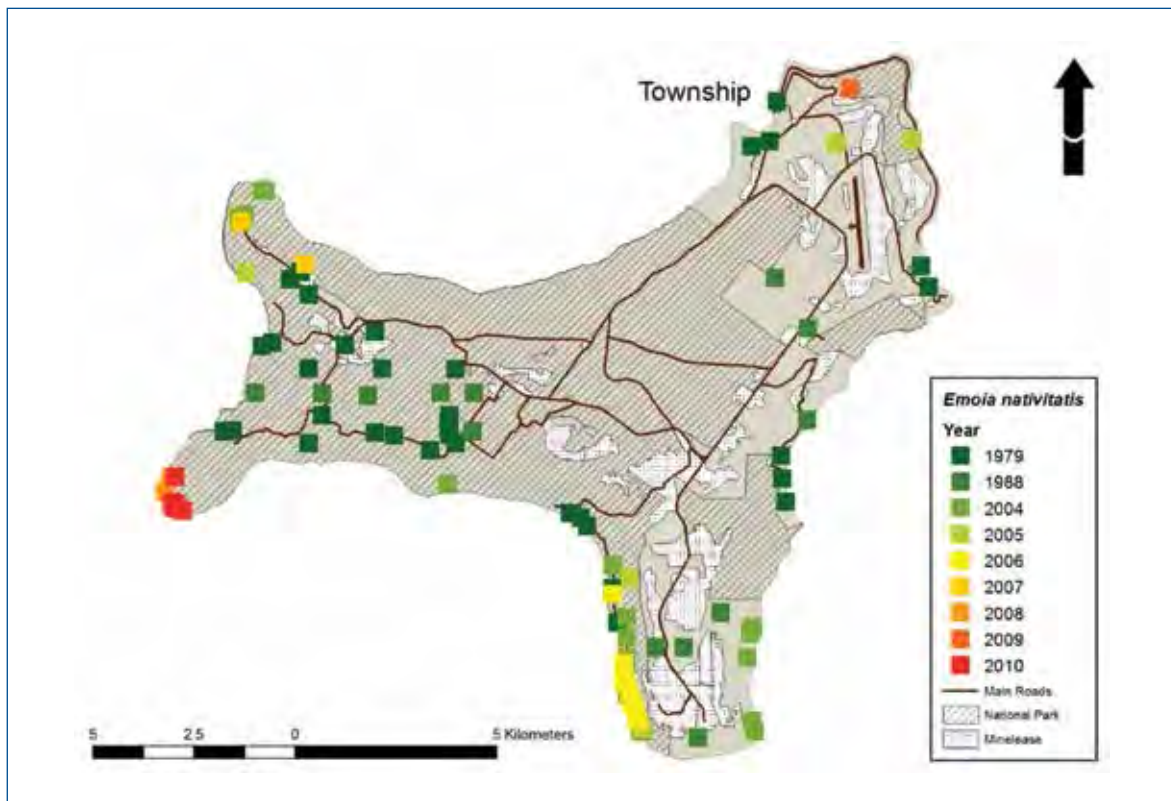 Township
Emoia nativitatis
Year
1979
1988
2004
2005
2006
2007
2008
2009
2010
Main Roads
National Park
Minelease
5 2.5 0 5 Kilometers